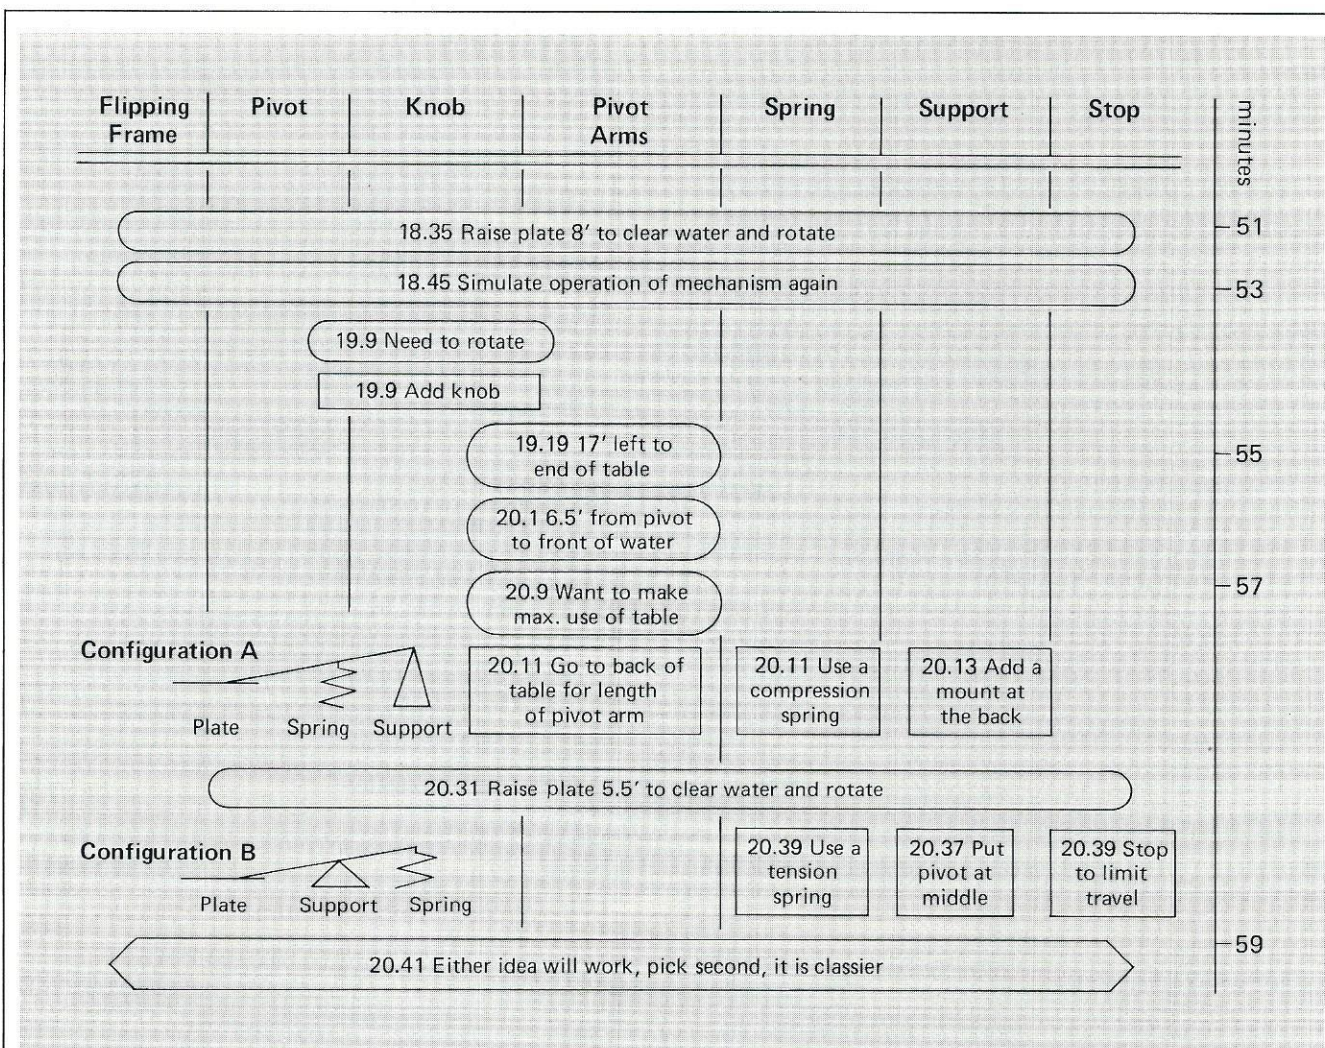 Flipping Frame
Pivot
Knob
Pivot Arms
Spring
Support
Stop
minutes
18.35 Raise plate 8′ to clear water and rotate
51
18.45 Simulate operation of mechanism again
53
19.9 Need to rotate
19.9 Add knob
19.19 17′ left to
end of table
55
20.1 6.5′ from pivot
to front of water
20.9 Want to make
max. use of table
57
Configuration A
Plate
Spring
Support
20.11 Go to back of
table for length
of pivot arm
20.11 Use a
compression
spring
20.13 Add a
mount at
the back
20.31 Raise plate 5.5′ to clear water and rotate
Configuration B
Plate
Support
Spring
20.39 Use a
tension
spring
20.37 Put
pivot at
middle
20.39 Stop
to limit
travel
59
20.41 Either idea will work, pick second, it is classier